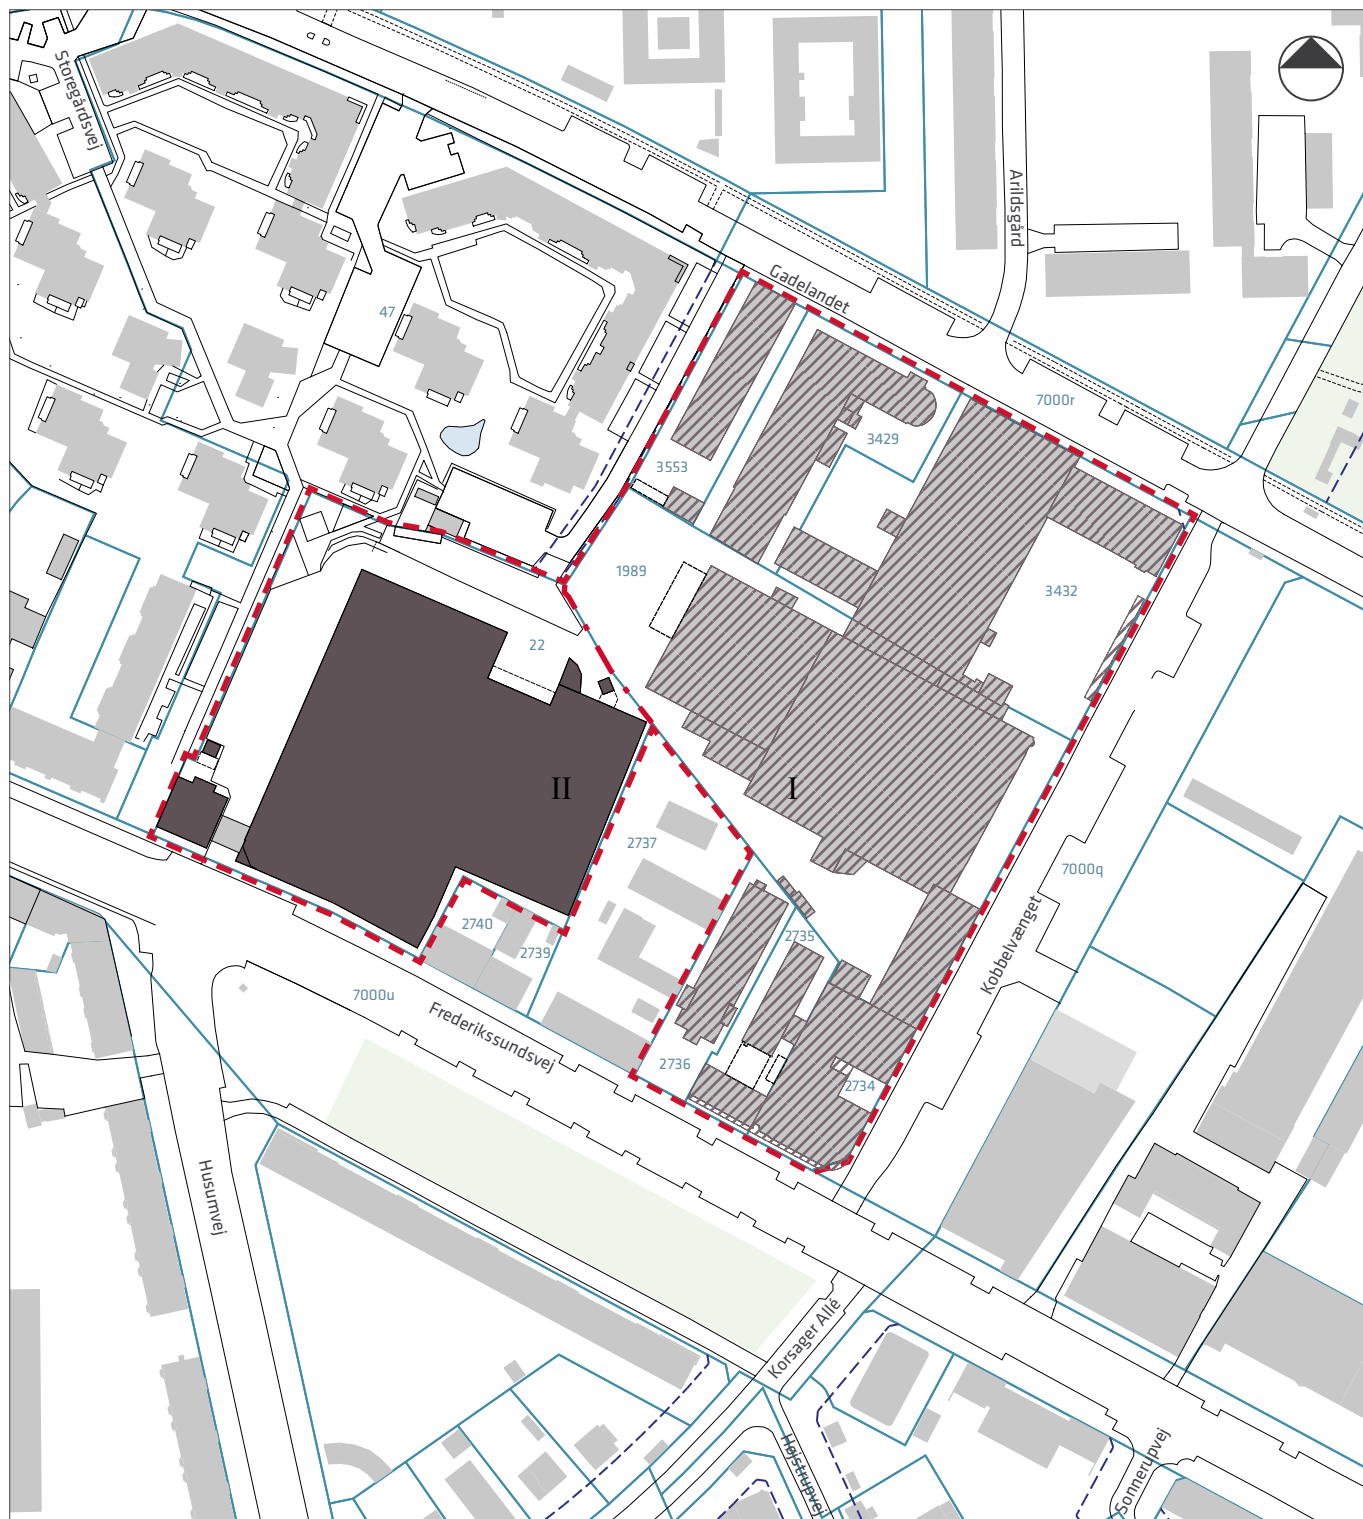 Storegårdsvej
Arildsgård
Gadelandet
47
7000r
3429
3553
1989
3432
22
II
I
2737
7000q
2740
2735
2739
Kobbelvænget
7000u
Frederikssundsvej
2736
2734
Husumvej
Korsager Allé
Højstrupvej
Sonnerupvej